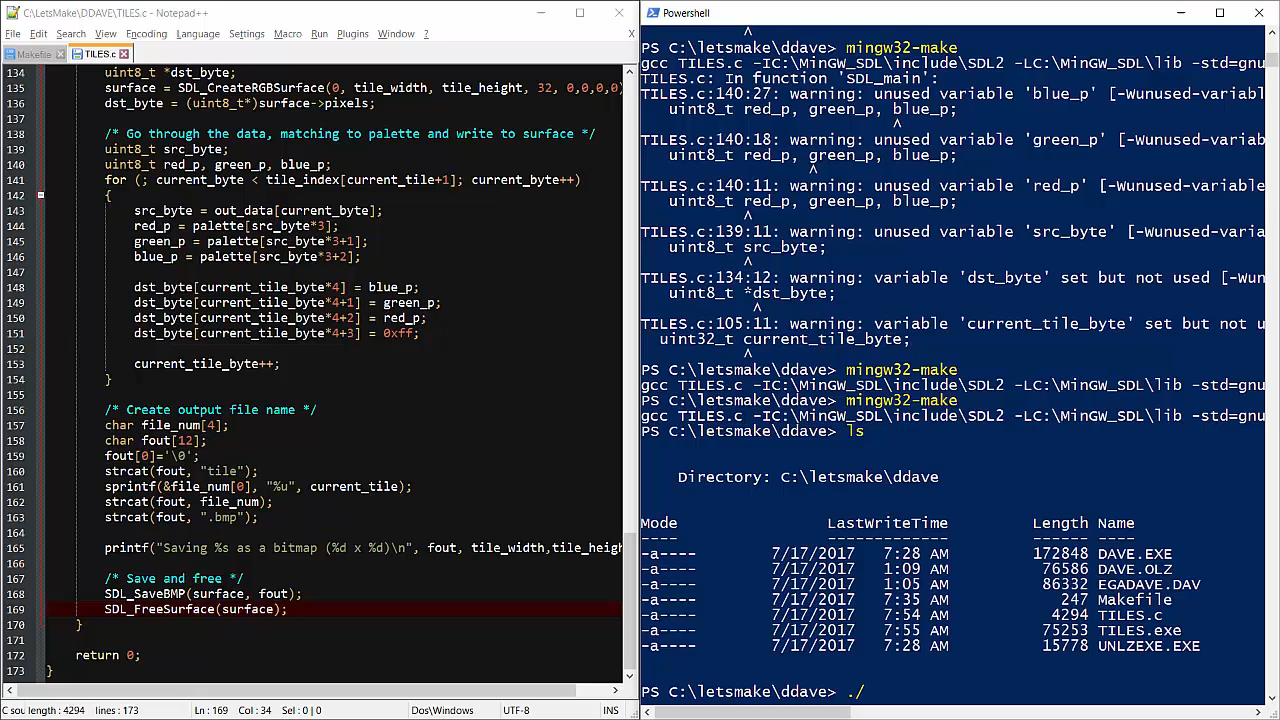 C:\LetsMake\DDAVE\TILES.c - Notepad++
File Edit Search View Encoding Language Settings Macro Run Plugins Window ? X
Makefile TILES.c
134 uint8_t *dst_byte;
135 surface = SDL_CreateRGBSurface(0, tile_width, tile_height, 32, 0,0,0,0)
136 dst_byte = (uint8_t*)surface->pixels;
137
138 /* Go through the data, matching to palette and write to surface */
139 uint8_t src_byte;
140 uint8_t red_p, green_p, blue_p;
141 for (; current_byte < tile_index[current_tile+1]; current_byte++)
142 {
143 src_byte = out_data[current_byte];
144 red_p = palette[src_byte*3];
145 green_p = palette[src_byte*3+1];
146 blue_p = palette[src_byte*3+2];
147
148 dst_byte[current_tile_byte*4] = blue_p;
149 dst_byte[current_tile_byte*4+1] = green_p;
150 dst_byte[current_tile_byte*4+2] = red_p;
151 dst_byte[current_tile_byte*4+3] = 0xff;
152
153 current_tile_byte++;
154 }
155
156 /* Create output file name */
157 char file_num[4];
158 char fout[12];
159 fout[0]='\0';
160 strcat(fout, "tile");
161 sprintf(&file_num[0], "%u", current_tile);
162 strcat(fout, file_num);
163 strcat(fout, ".bmp");
164
165 printf("Saving %s as a bitmap (%d x %d)\n", fout, tile_width,tile_heigh
166
167 /* Save and free */
168 SDL_SaveBMP(surface, fout);
169 SDL_FreeSurface(surface);
170 }
171
172 return 0;
173 }
C sou length : 4294 lines : 173 Ln : 169 Col : 34 Sel : 0 | 0 Dos\Windows UTF-8 INS
Powershell
^
PS C:\letsmake\ddave> mingw32-make
gcc TILES.c -IC:\MinGW_SDL\include\SDL2 -LC:\MinGW_SDL\lib -std=gnu
TILES.c: In function 'SDL_main':
TILES.c:140:27: warning: unused variable 'blue_p' [-Wunused-variabl
uint8_t red_p, green_p, blue_p;
^
TILES.c:140:18: warning: unused variable 'green_p' [-Wunused-variab
uint8_t red_p, green_p, blue_p;
^
TILES.c:140:11: warning: unused variable 'red_p' [-Wunused-variable
uint8_t red_p, green_p, blue_p;
^
TILES.c:139:11: warning: unused variable 'src_byte' [-Wunused-varia
uint8_t src_byte;
^
TILES.c:134:12: warning: variable 'dst_byte' set but not used [-Wun
uint8_t *dst_byte;
^
TILES.c:105:11: warning: variable 'current_tile_byte' set but not u
uint32_t current_tile_byte;
^
PS C:\letsmake\ddave> mingw32-make
gcc TILES.c -IC:\MinGW_SDL\include\SDL2 -LC:\MinGW_SDL\lib -std=gnu
PS C:\letsmake\ddave> mingw32-make
gcc TILES.c -IC:\MinGW_SDL\include\SDL2 -LC:\MinGW_SDL\lib -std=gnu
PS C:\letsmake\ddave> ls
Directory: C:\letsmake\ddave
Mode LastWriteTime Length Name
---- ------------- ------ ----
-a---- 7/17/2017 7:28 AM 172848 DAVE.EXE
-a---- 7/17/2017 1:09 AM 76586 DAVE.OLZ
-a---- 7/17/2017 1:05 AM 86332 EGADAVE.DAV
-a---- 7/17/2017 7:35 AM 247 Makefile
-a---- 7/17/2017 7:54 AM 4294 TILES.c
-a---- 7/17/2017 7:55 AM 75253 TILES.exe
-a---- 7/17/2017 7:28 AM 15778 UNLZEXE.EXE
PS C:\letsmake\ddave> ./